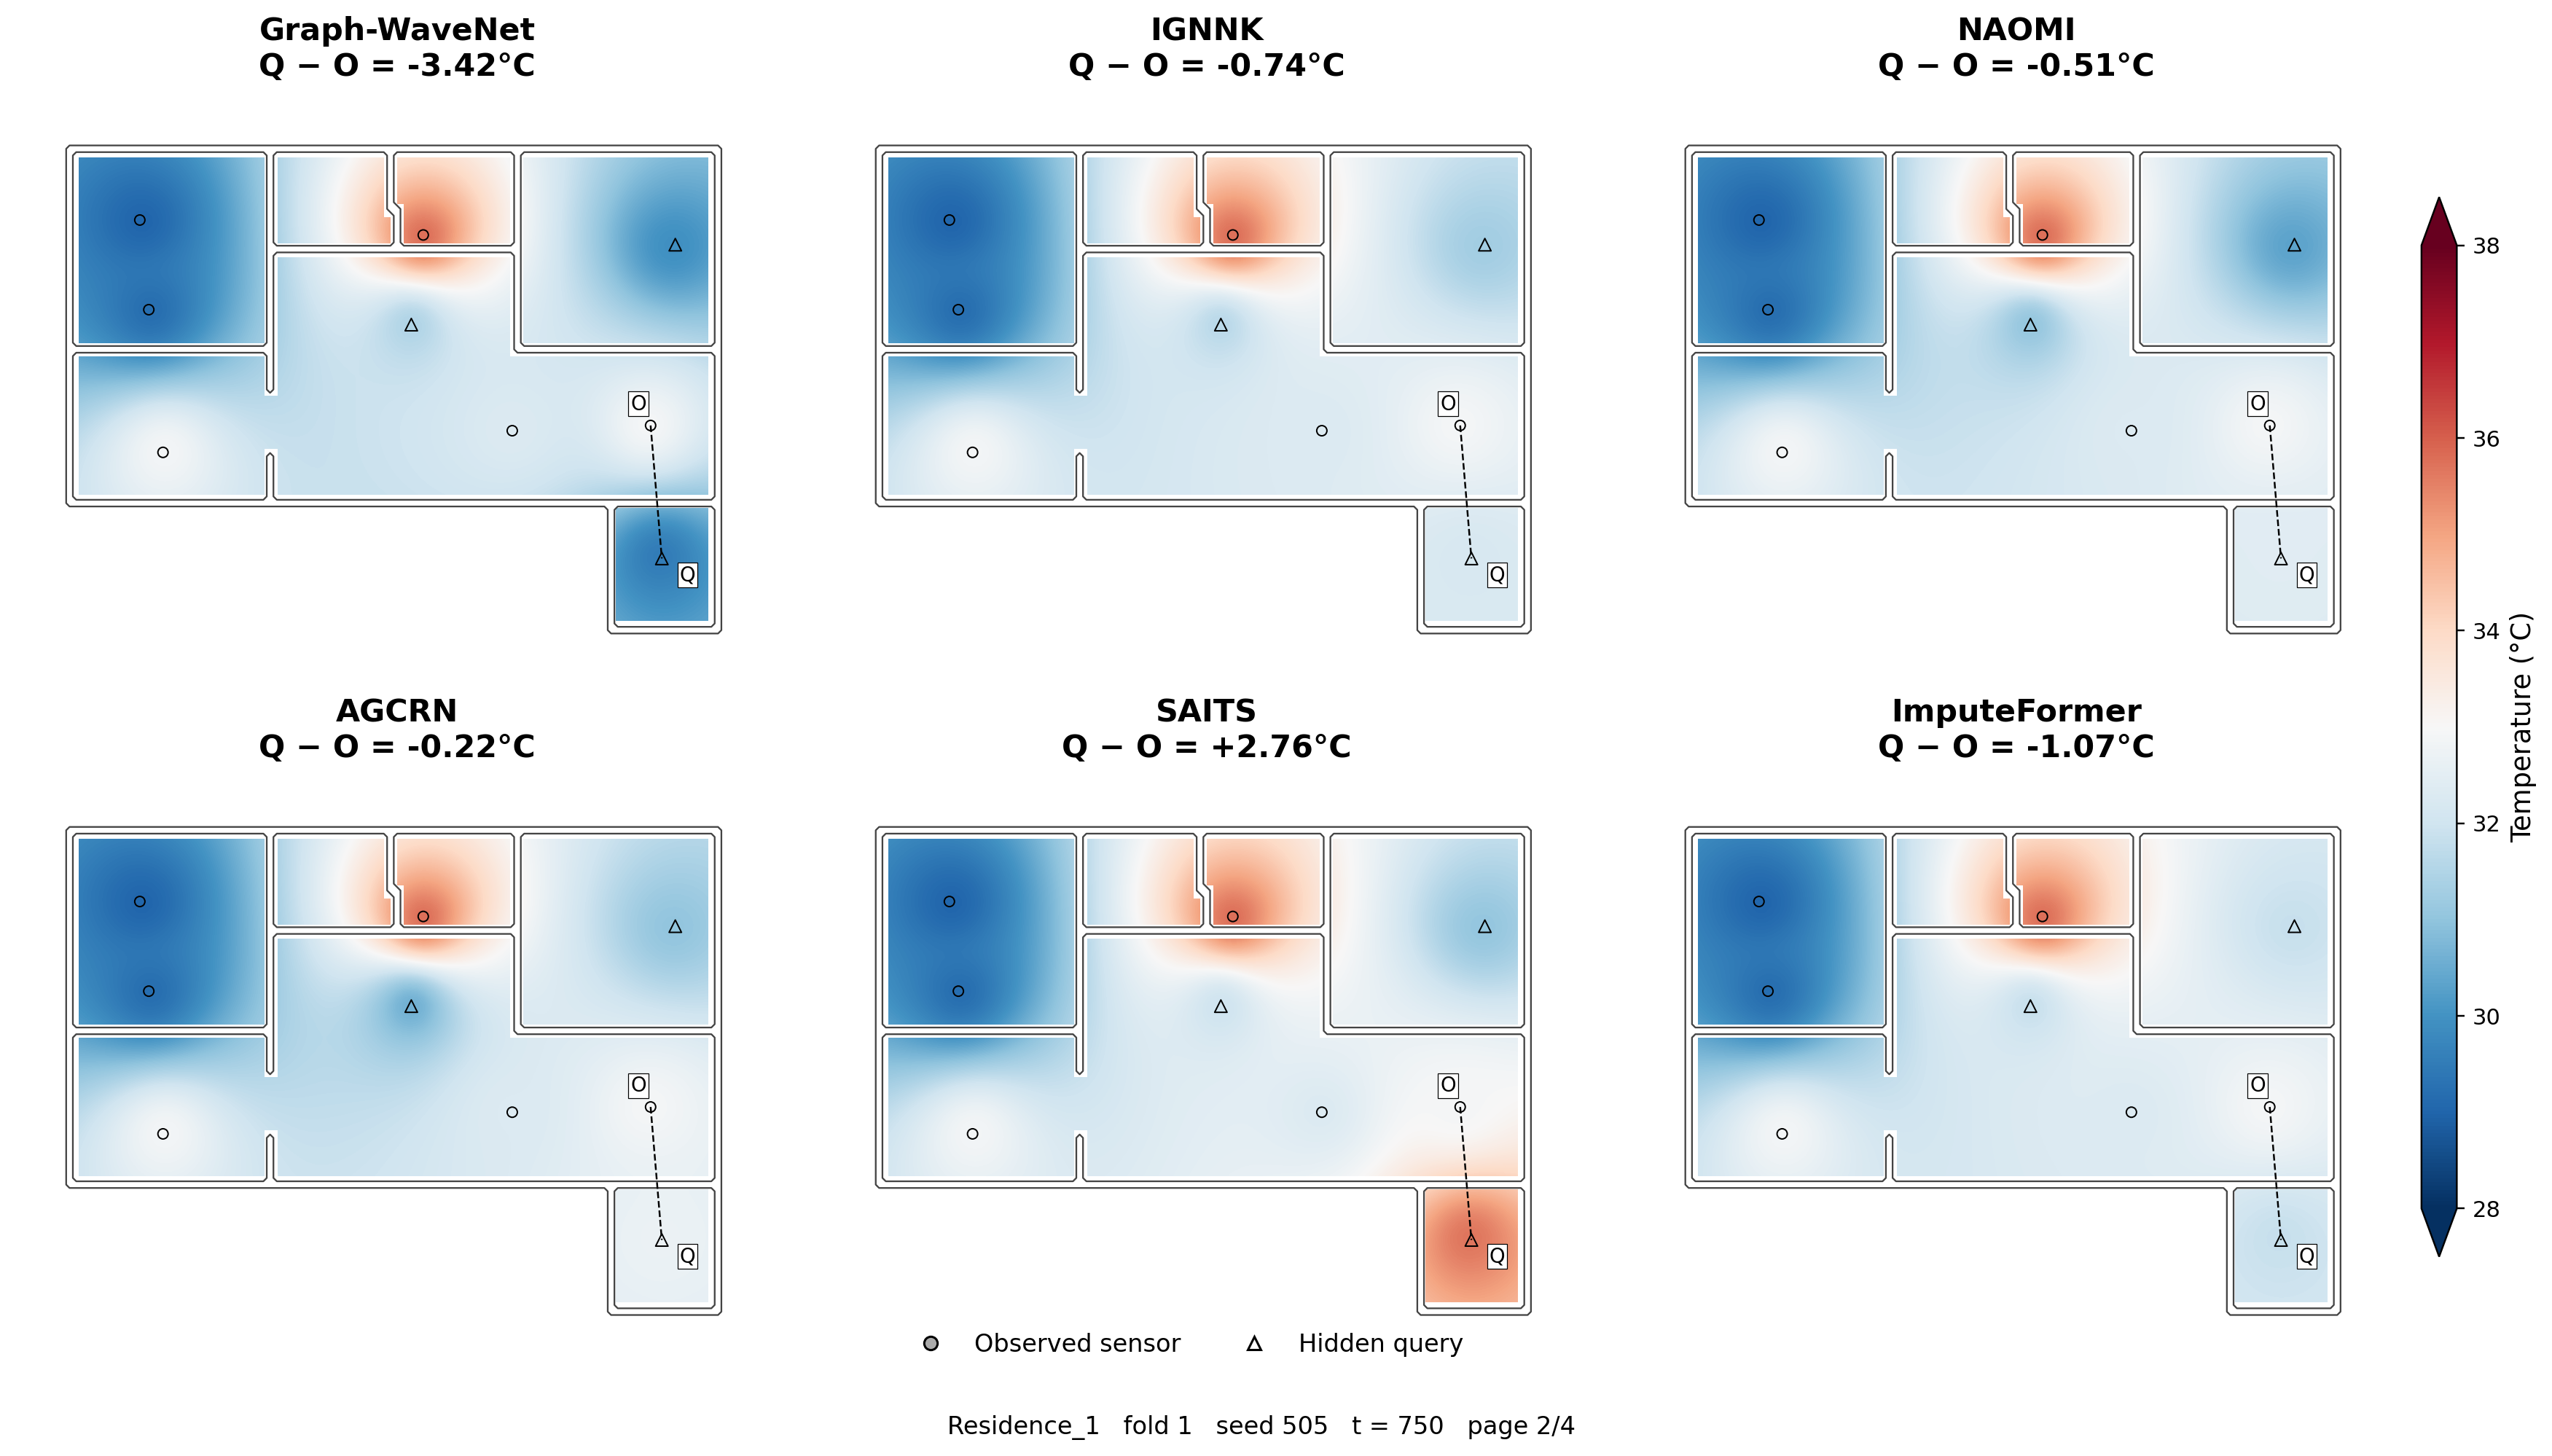 Graph-WaveNet
Q − O = -3.42°C
IGNNK
Q − O = -0.74°C
NAOMI
Q − O = -0.51°C
O
Q
O
Q
O
Q
AGCRN
Q − O = -0.22°C
SAITS
Q − O = +2.76°C
ImputeFormer
Q − O = -1.07°C
O
Q
O
Q
O
Q
38
36
34
32
30
28
Temperature (°C)
Observed sensor
Hidden query
Residence_1 fold 1 seed 505 t = 750 page 2/4